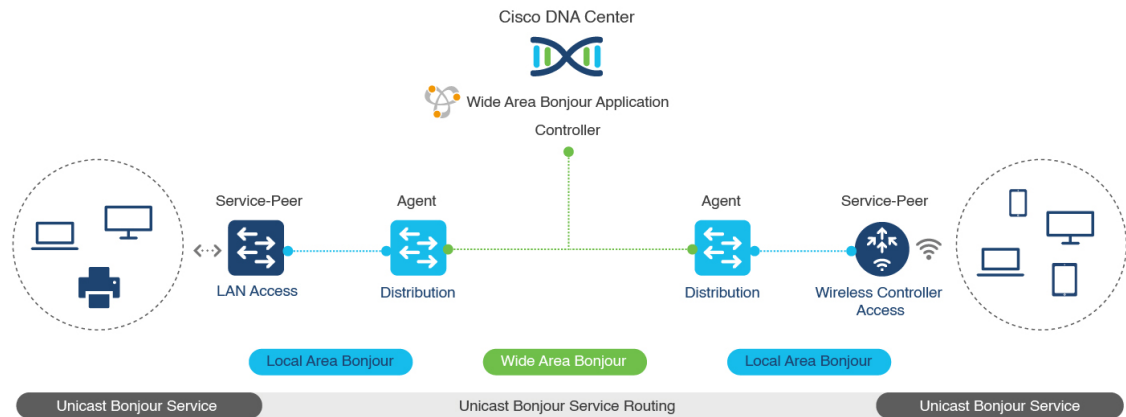 Cisco DNA Center
Wide Area Bonjour Application
Controller
Service-Peer
Agent
Agent
Service-Peer
LAN Access
Distribution
Distribution
Wireless Controller
Access
Local Area Bonjour
Wide Area Bonjour
Local Area Bonjour
Unicast Bonjour Service
Unicast Bonjour Service Routing
Unicast Bonjour Service